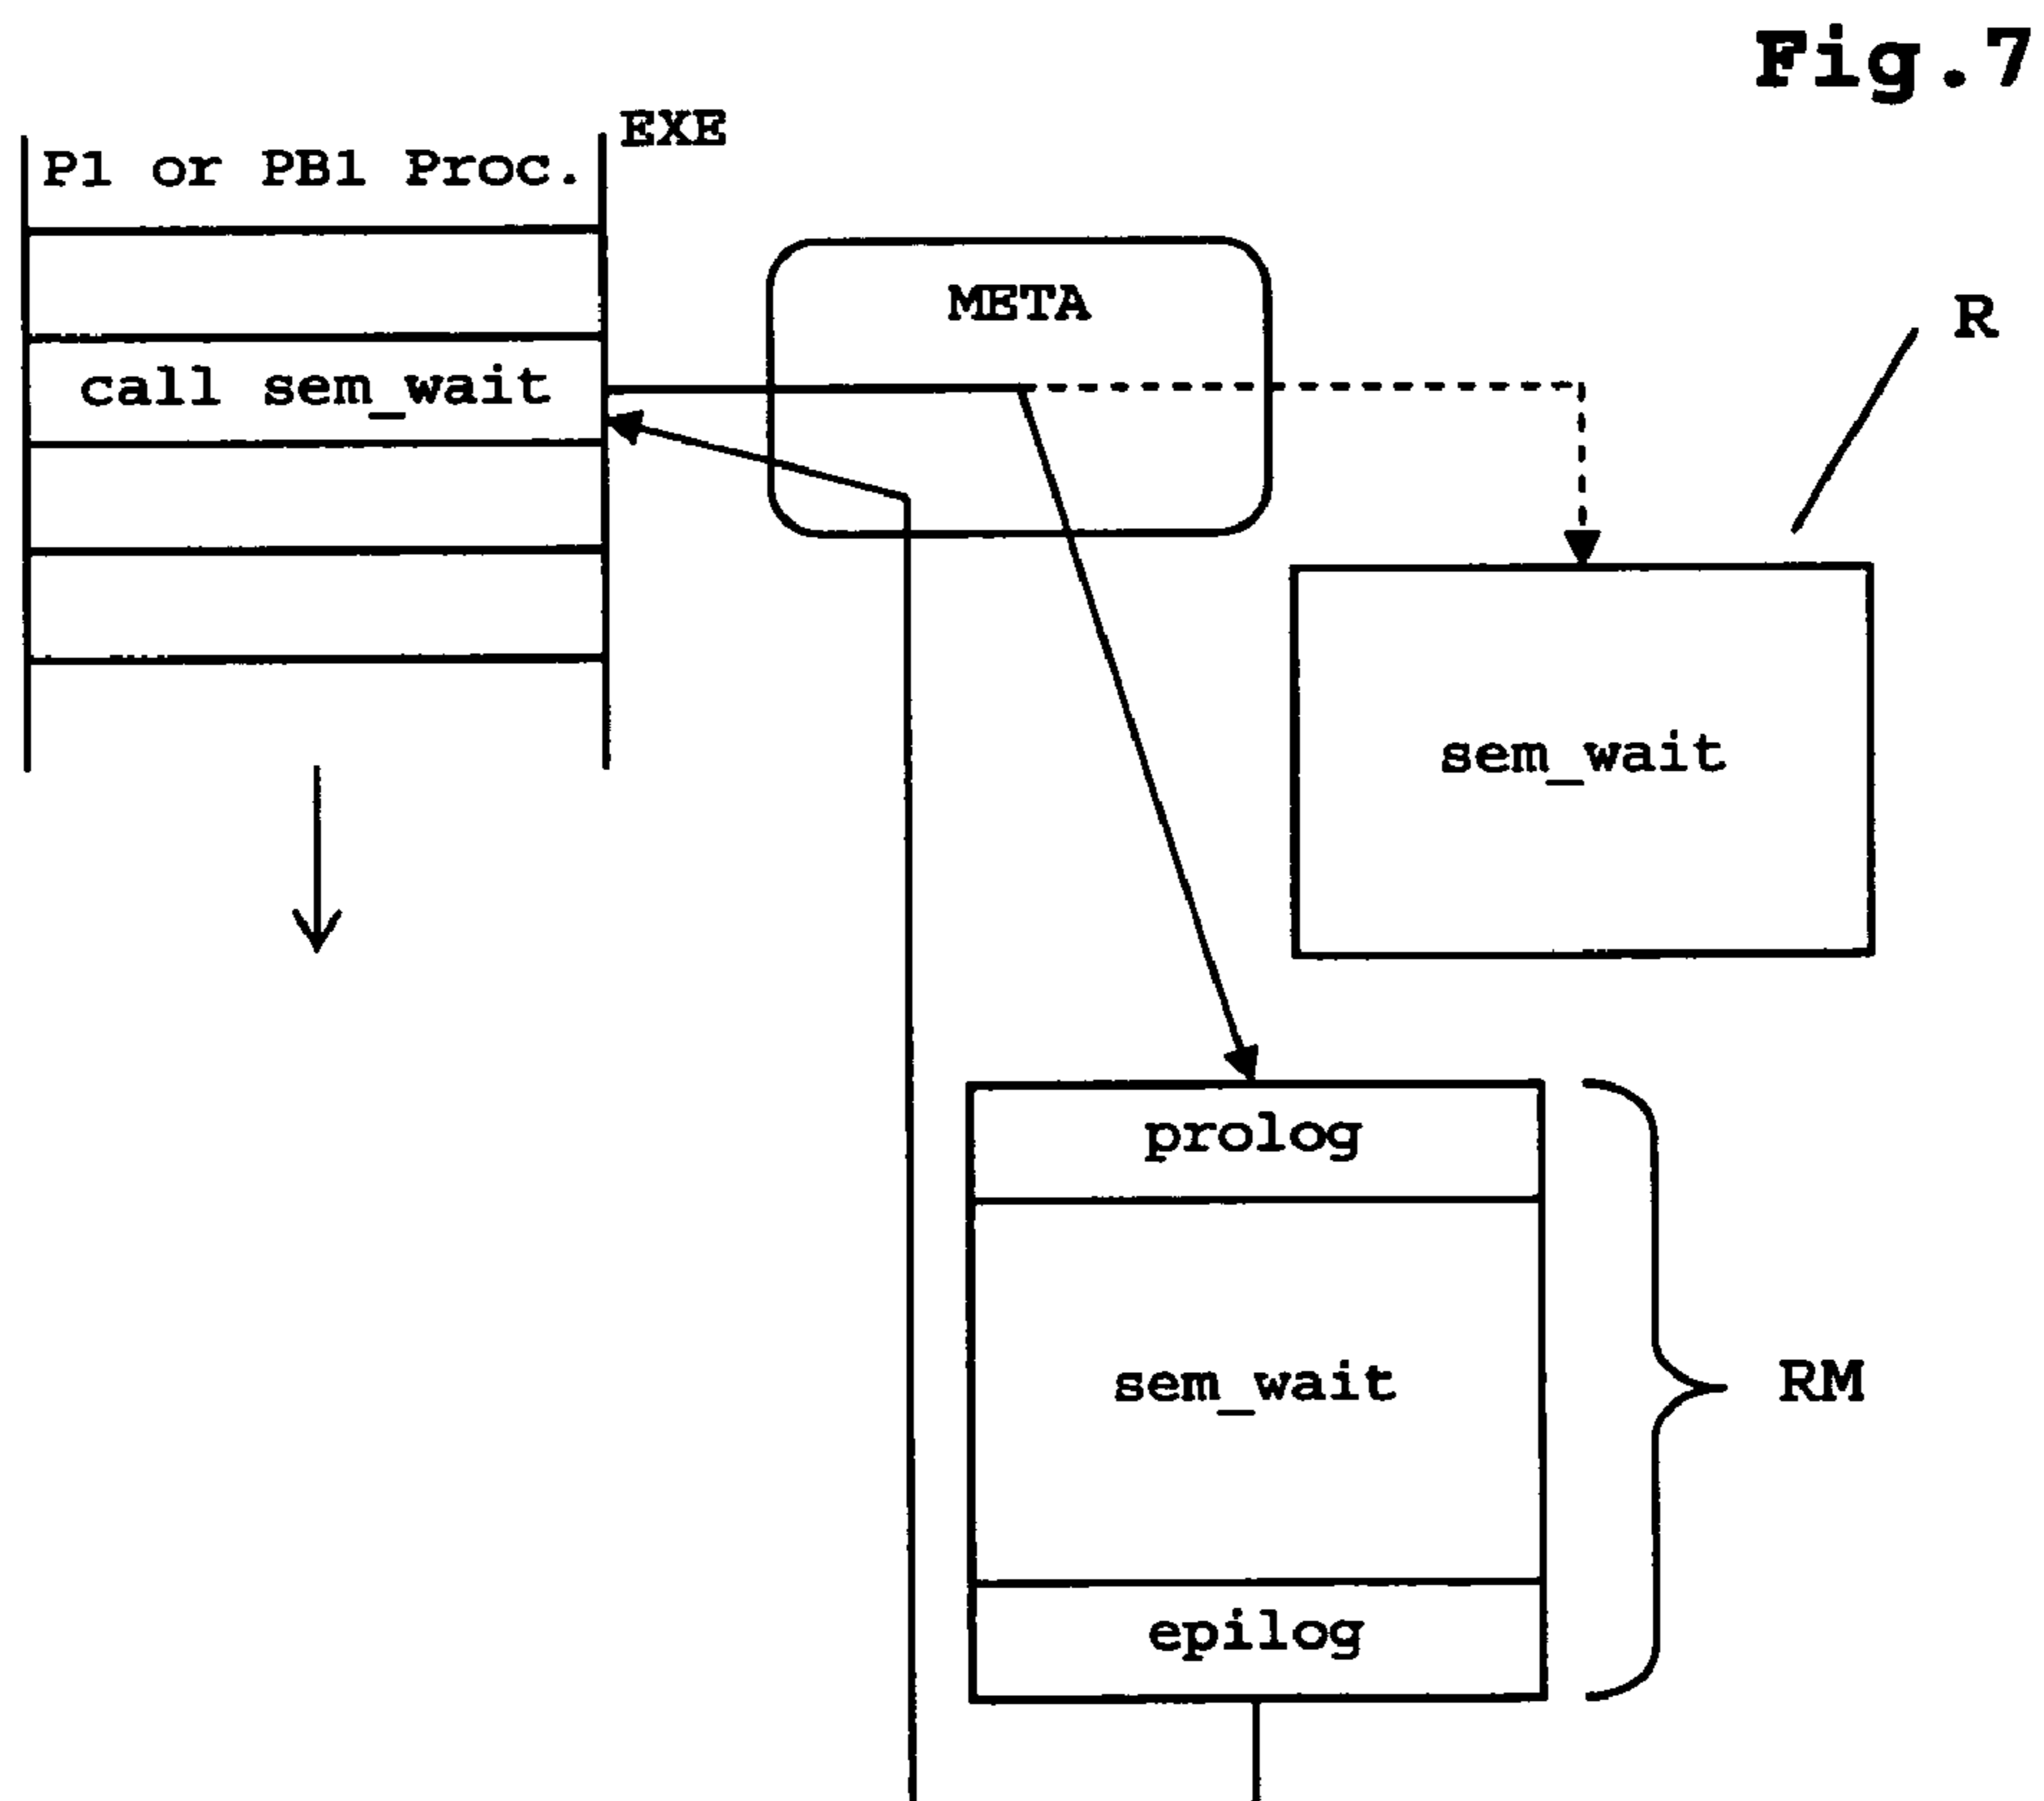 Fig.7
EXE
P1 or PB1 Proc.
META
R
call sem_wait
sem_wait
prolog
sem_wait
RM
epilog